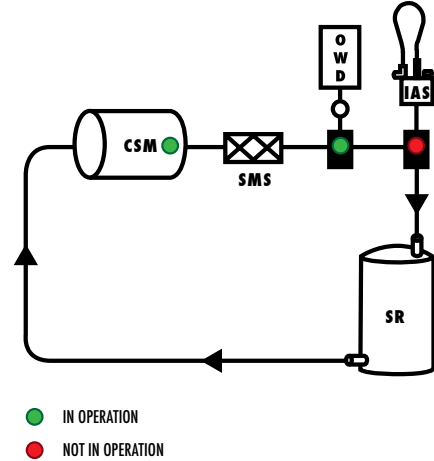 O
W
D
IAS
CSM
SMS
SR
IN OPERATION
NOT IN OPERATION